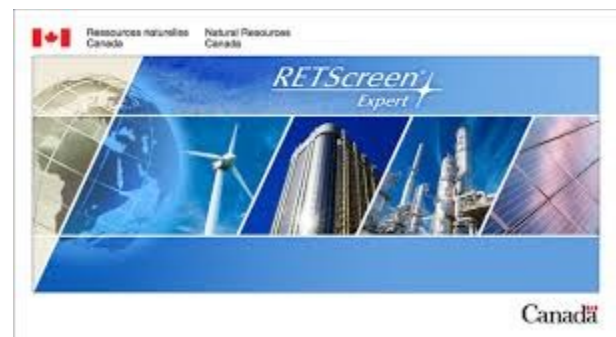 Ressources naturelles
Canada
Natural Resources
Canada
RETScreen®
Expert
Canada